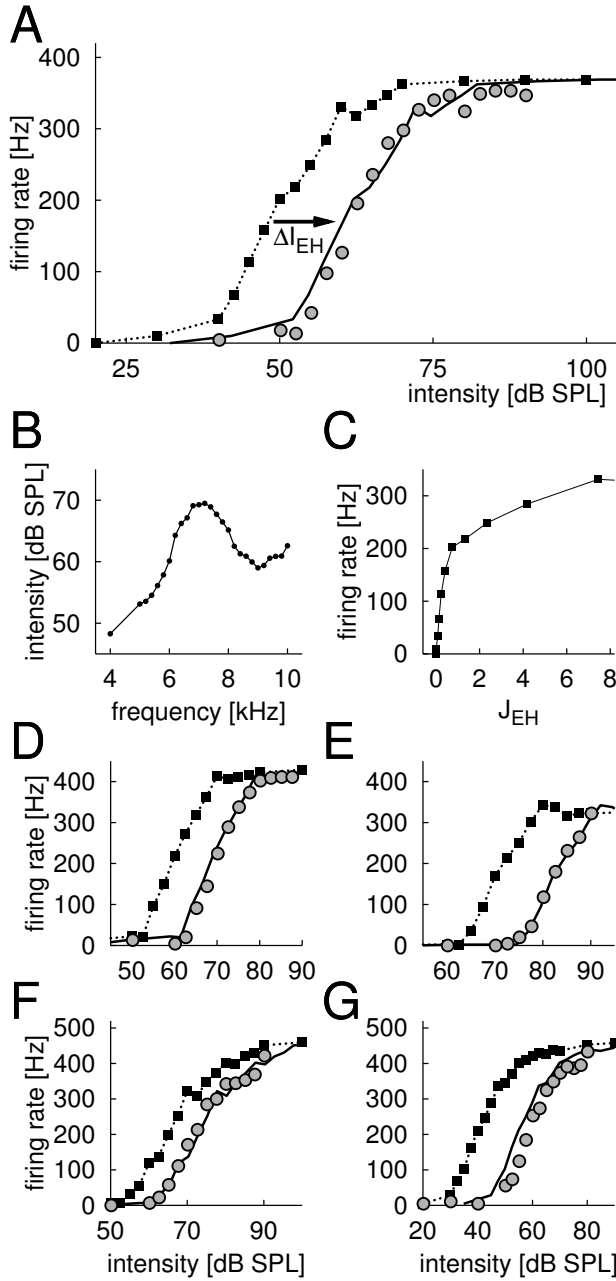 A
firing rate [Hz]
400
300
200
100
0
ΔI_EH
25 50 75 100
intensity [dB SPL]
B
intensity [dB SPL]
70
60
50
4 6 8 10
frequency [kHz]
C
firing rate [Hz]
300
200
100
0
0 2 4 6 8
J_EH
D
firing rate [Hz]
400
300
200
100
0
50 60 70 80 90
E
400
300
200
100
0
60 70 80 90
F
firing rate [Hz]
500
400
300
200
100
0
50 70 90
intensity [dB SPL]
G
500
400
300
200
100
0
20 40 60 80
intensity [dB SPL]